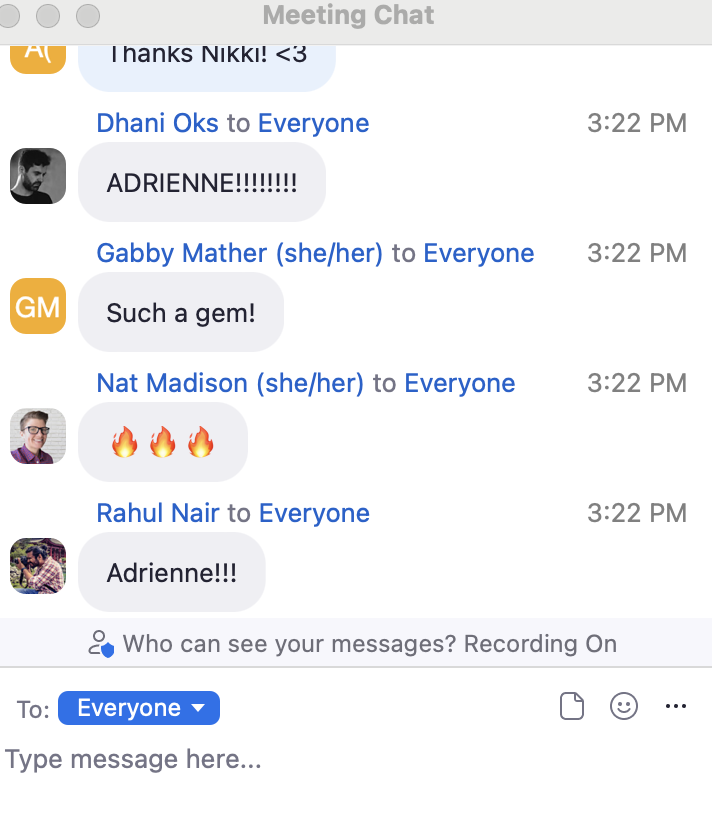 Meeting Chat
A(
Thanks Nikki! <3
Dhani Oks to Everyone 3:22 PM
ADRIENNE!!!!!!!!
Gabby Mather (she/her) to Everyone 3:22 PM
GM
Such a gem!
Nat Madison (she/her) to Everyone 3:22 PM
🔥🔥🔥
Rahul Nair to Everyone 3:22 PM
Adrienne!!!
Who can see your messages? Recording On
To: Everyone
Type message here...